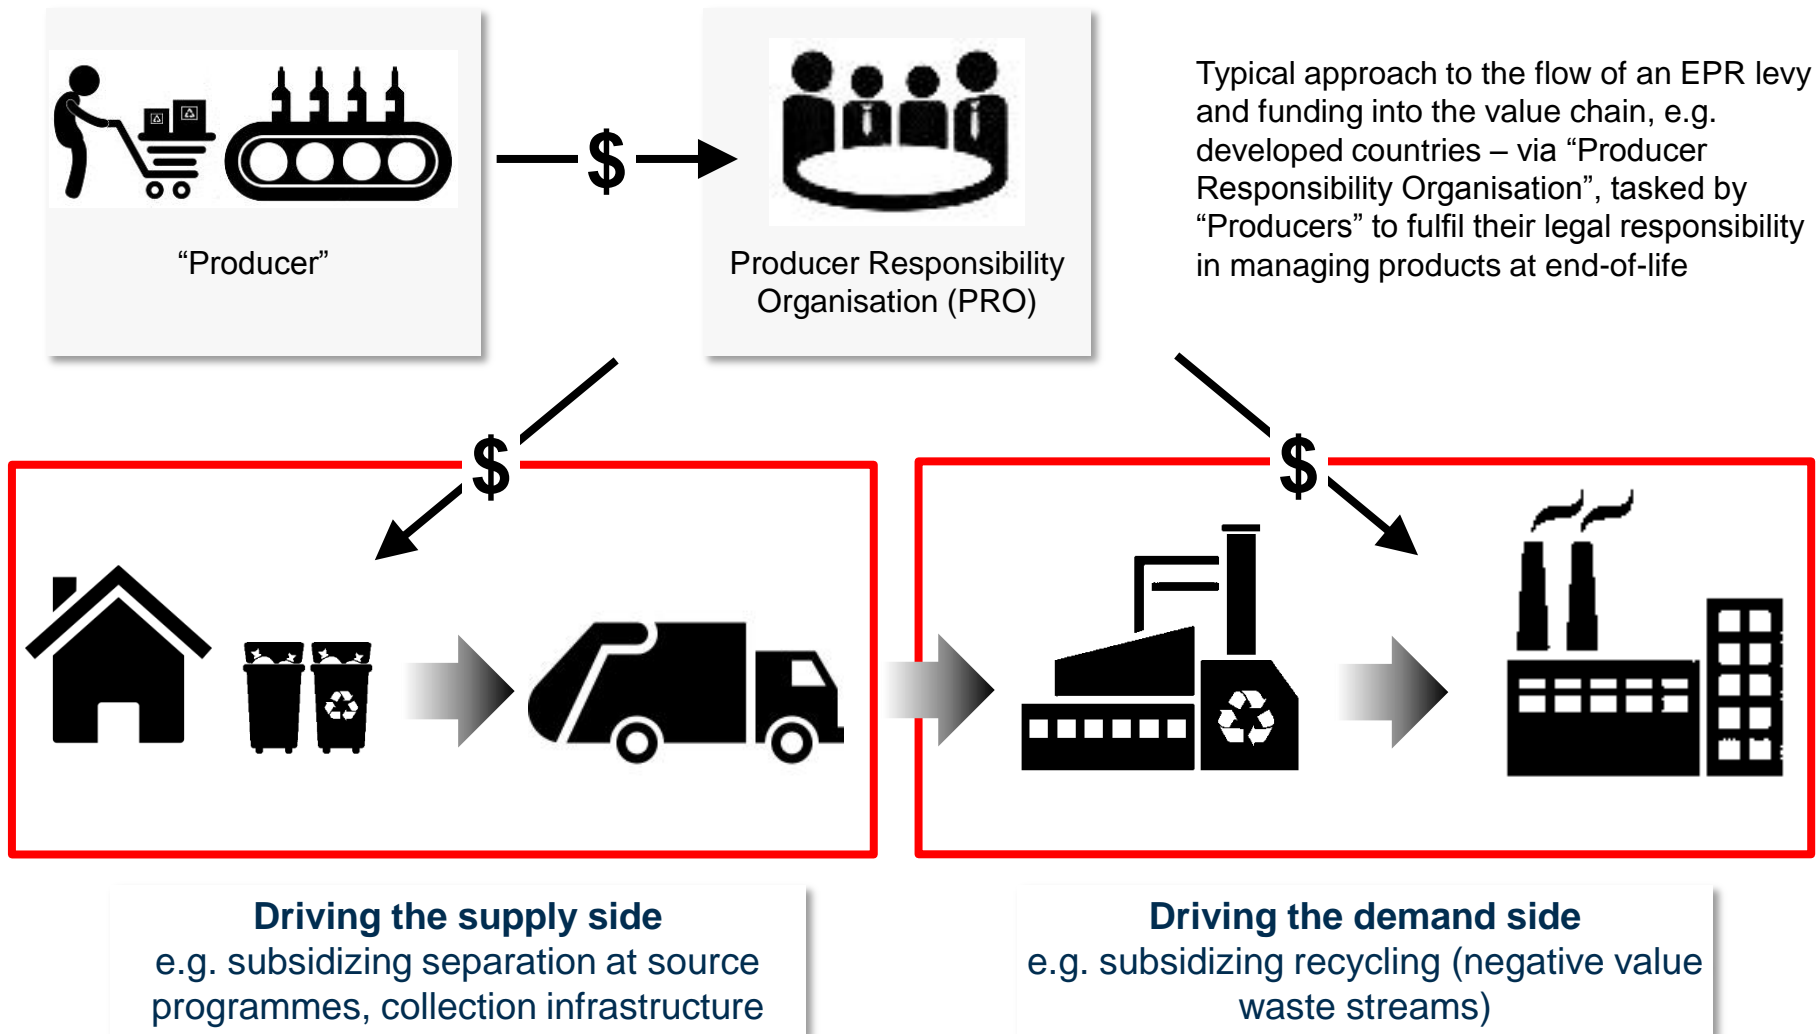 “Producer”
$
Producer Responsibility
Organisation (PRO)
Typical approach to the flow of an EPR levy
and funding into the value chain, e.g.
developed countries – via “Producer
Responsibility Organisation”, tasked by
“Producers” to fulfil their legal responsibility
in managing products at end-of-life
$
$
Driving the supply side
e.g. subsidizing separation at source
programmes, collection infrastructure
Driving the demand side
e.g. subsidizing recycling (negative value
waste streams)